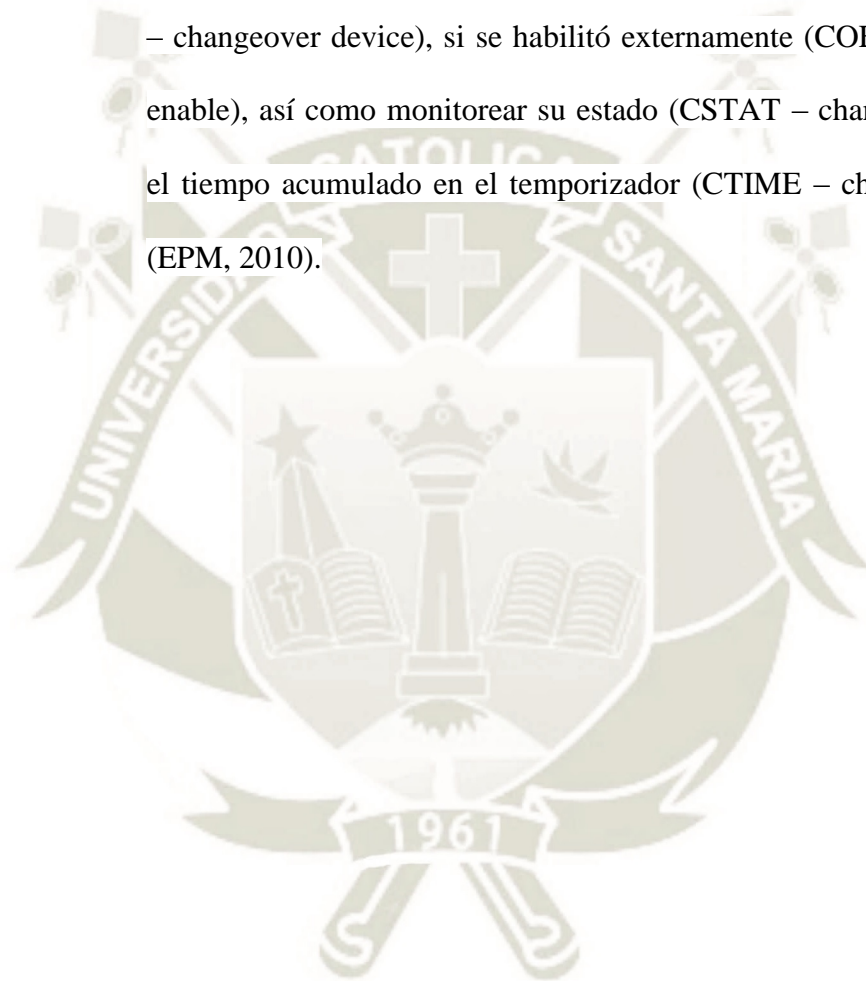 – changeover device), si se habilitó externamente (COE
enable), así como monitorear su estado (CSTAT –
el tiempo acumulado en el temporizador (CTIME –
(EPM, 2010).
UNIVERSIDAD CATOLICA SANTA MARIA
1961